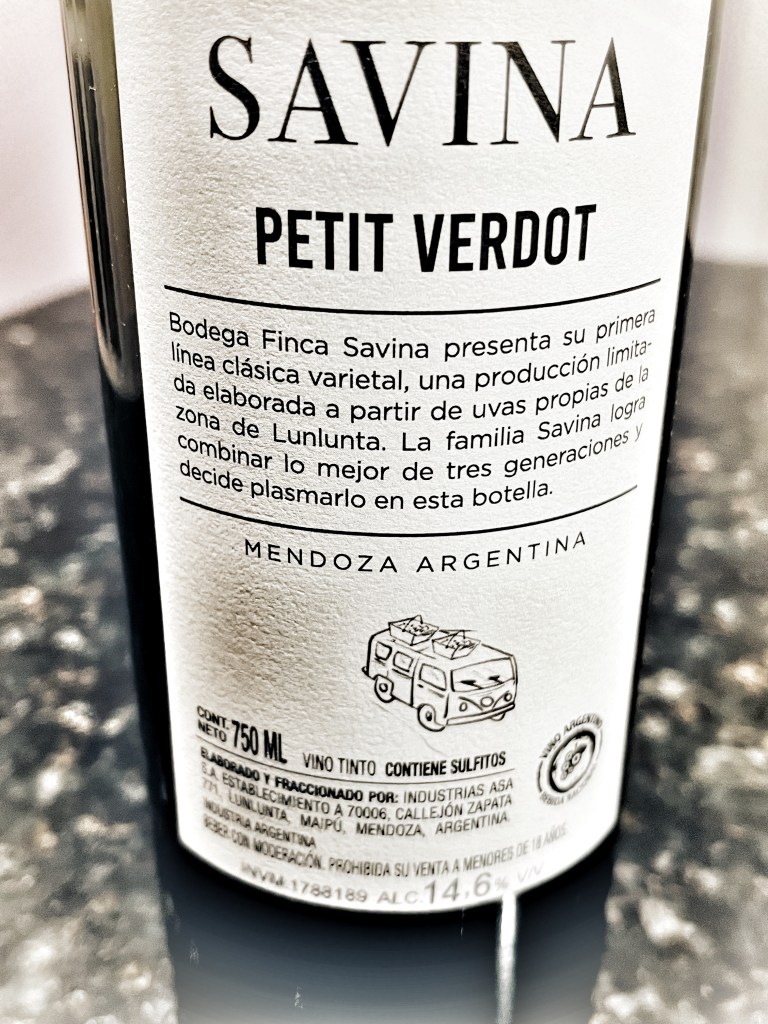 SAVINA
PETIT VERDOT
Bodega Finca Savina presenta su primera
línea clásica varietal, una producción limita-
da elaborada a partir de uvas propias de la
zona de Lunlunta. La familia Savina logra
combinar lo mejor de tres generaciones y
decide plasmarlo en esta botella.
MENDOZA ARGENTINA
CONT.
NETO 750 ML VINO TINTO CONTIENE SULFITOS
ELABORADO Y FRACCIONADO POR: INDUSTRIAS ASA
S.A. ESTABLECIMIENTO A 70006, CALLEJÓN ZAPATA
771, LUNLUNTA, MAIPÚ, MENDOZA, ARGENTINA.
INDUSTRIA ARGENTINA
BEBER CON MODERACIÓN. PROHIBIDA SU VENTA A MENORES DE 18 AÑOS.
INVM.1788189 ALC.14,6% V/V
VINO ARGENTINO